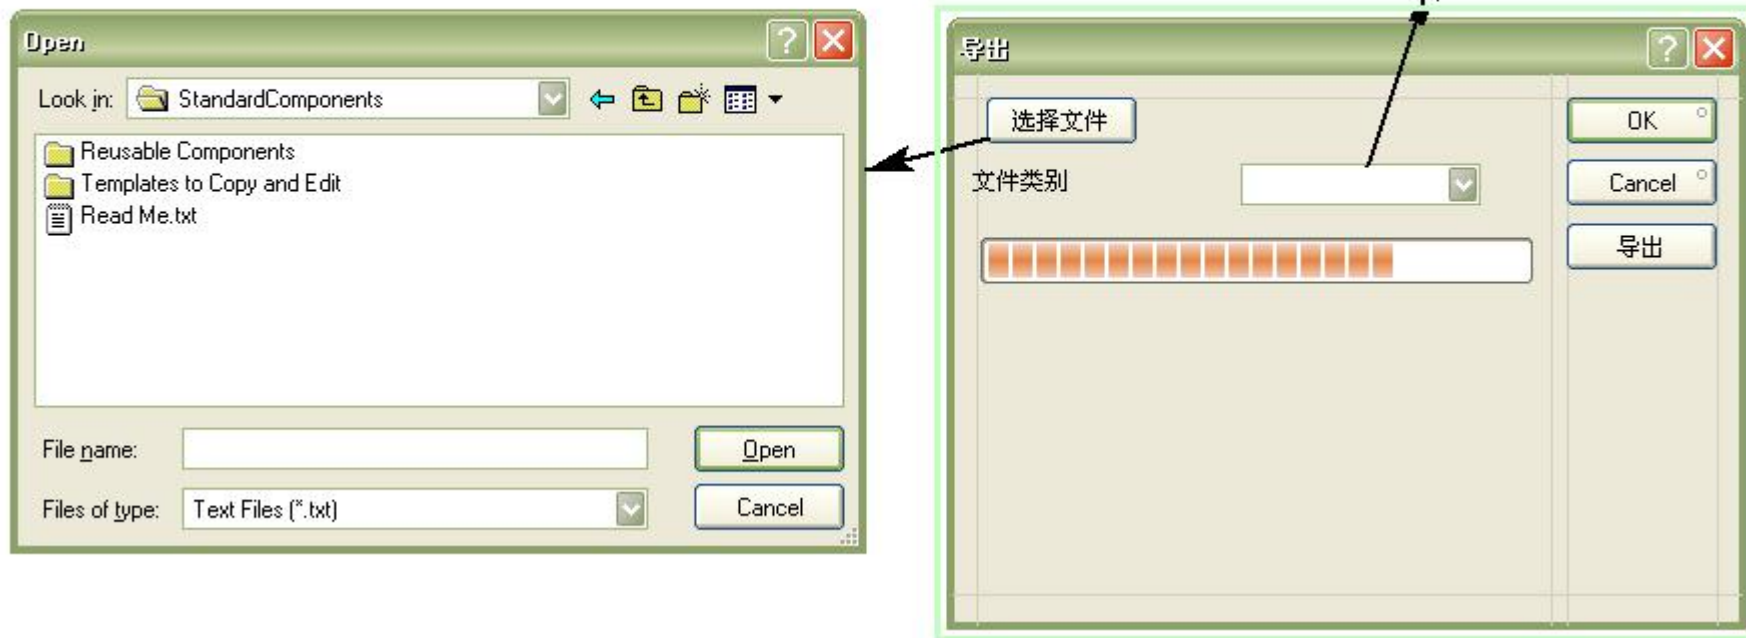 Open
Look in: StandardComponents
Reusable Components
Templates to Copy and Edit
Read Me.txt
File name:
Open
Files of type: Text Files (*.txt)
Cancel
导出
选择文件
OK
文件类别
Cancel
导出